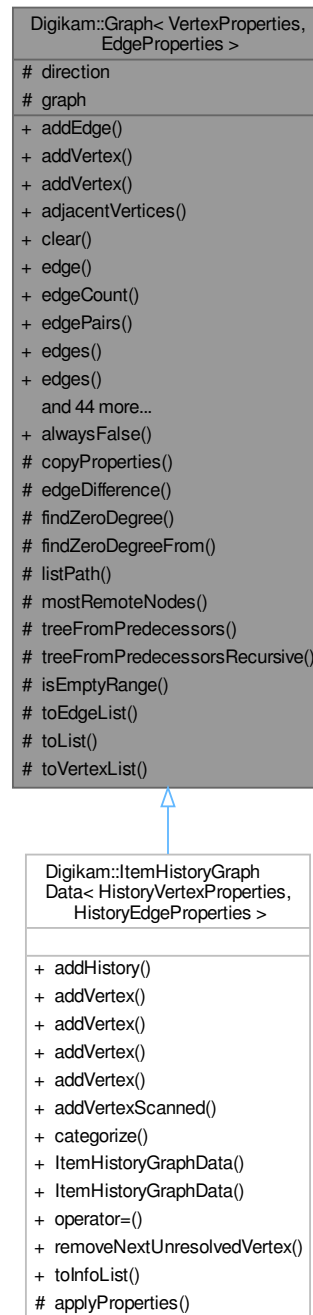 Digikam::Graph< VertexProperties,
EdgeProperties >
# direction
# graph
+ addEdge()
+ addVertex()
+ addVertex()
+ adjacentVertices()
+ clear()
+ edge()
+ edgeCount()
+ edgePairs()
+ edges()
+ edges()
and 44 more...
+ alwaysFalse()
# copyProperties()
# edgeDifference()
# findZeroDegree()
# findZeroDegreeFrom()
# listPath()
# mostRemoteNodes()
# treeFromPredecessors()
# treeFromPredecessorsRecursive()
# isEmptyRange()
# toEdgeList()
# toList()
# toVertexList()
Digikam::ItemHistoryGraph
Data< HistoryVertexProperties,
HistoryEdgeProperties >
+ addHistory()
+ addVertex()
+ addVertex()
+ addVertex()
+ addVertex()
+ addVertexScanned()
+ categorize()
+ ItemHistoryGraphData()
+ ItemHistoryGraphData()
+ operator=()
+ removeNextUnresolvedVertex()
+ toInfoList()
# applyProperties()